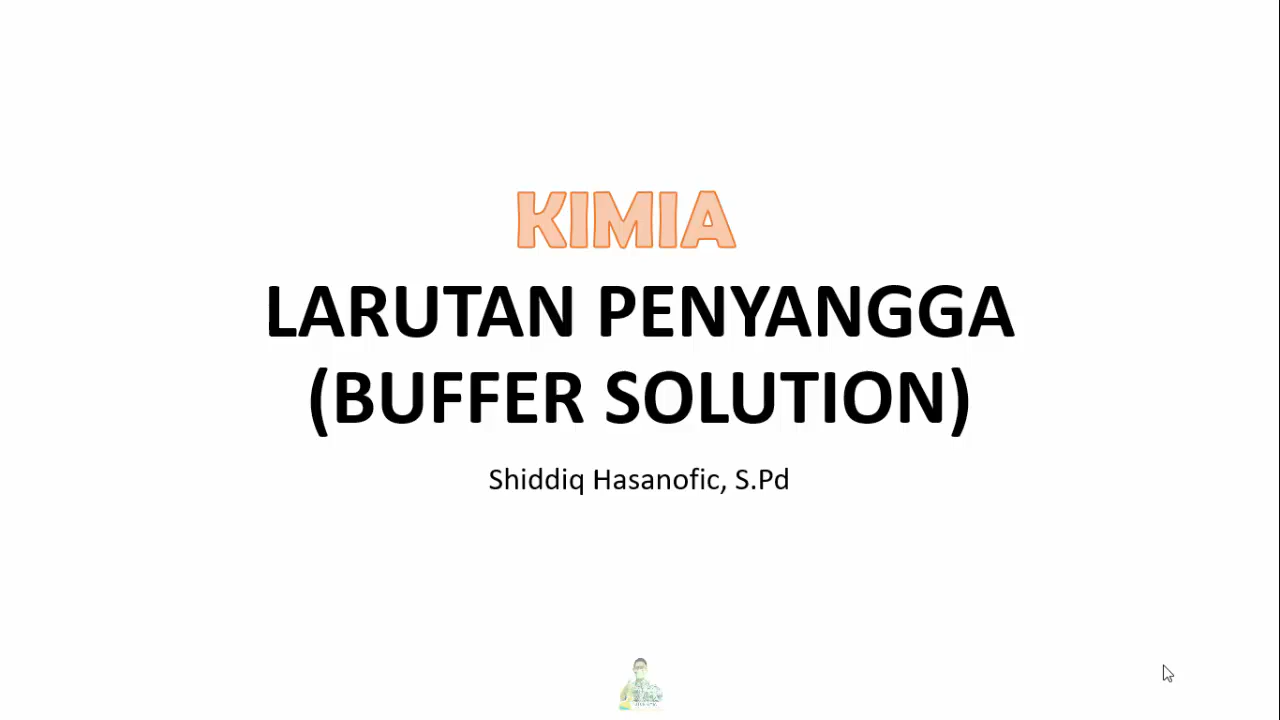 KIMIA
LARUTAN PENYANGGA
(BUFFER SOLUTION)
Shiddiq Hasanofic, S.Pd